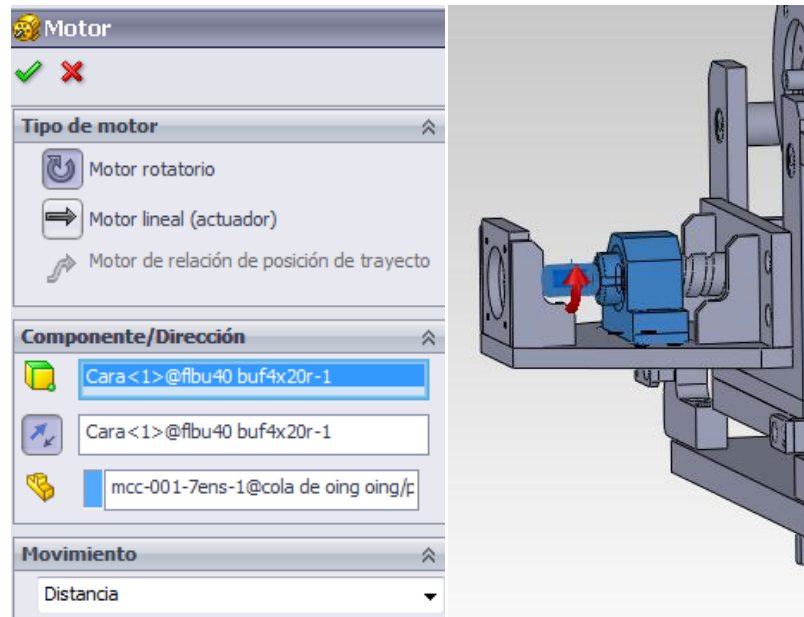 Motor
Tipo de motor
Motor rotatorio
Motor lineal (actuador)
Motor de relación de posición de trayecto
Componente/Dirección
Cara<1>@flbu40 buf4x20r-1
Cara<1>@flbu40 buf4x20r-1
mcc-001-7ens-1@cola de oing oing/p
Movimiento
Distancia